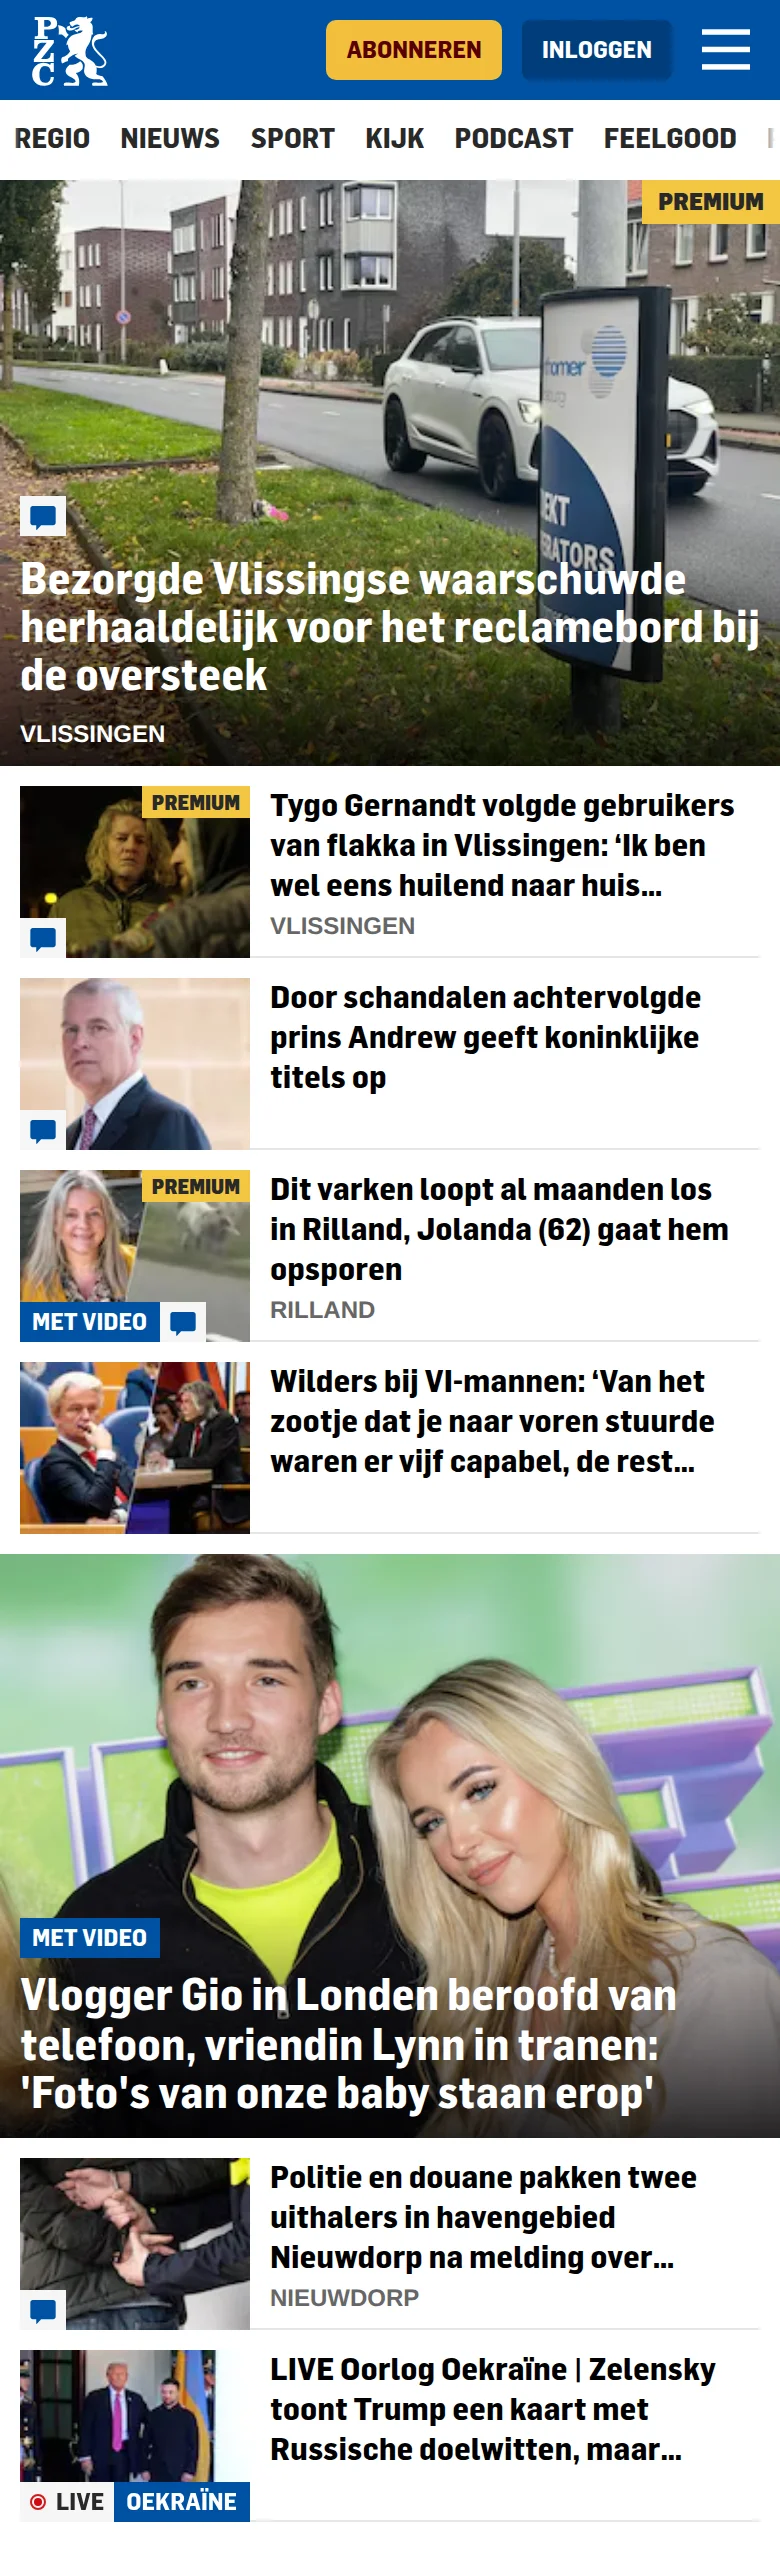 PZC
ABONNEREN
INLOGGEN
REGIO NIEUWS SPORT KIJK PODCAST FEELGOOD
PREMIUM
Bezorgde Vlissingse waarschuwde
herhaaldelijk voor het reclamebord bij
de oversteek
VLISSINGEN
PREMIUM
Tygo Gernandt volgde gebruikers
van flakka in Vlissingen: ‘Ik ben
wel eens huilend naar huis...
VLISSINGEN
Door schandalen achtervolgde
prins Andrew geeft koninklijke
titels op
PREMIUM
MET VIDEO
Dit varken loopt al maanden los
in Rilland, Jolanda (62) gaat hem
opsporen
RILLAND
Wilders bij VI-mannen: ‘Van het
zootje dat je naar voren stuurde
waren er vijf capabel, de rest...
MET VIDEO
Vlogger Gio in Londen beroofd van
telefoon, vriendin Lynn in tranen:
'Foto's van onze baby staan erop'
Politie en douane pakken twee
uithalers in havengebied
Nieuwdorp na melding over...
NIEUWDORP
LIVE OEKRAÏNE
LIVE Oorlog Oekraïne | Zelensky
toont Trump een kaart met
Russische doelwitten, maar...